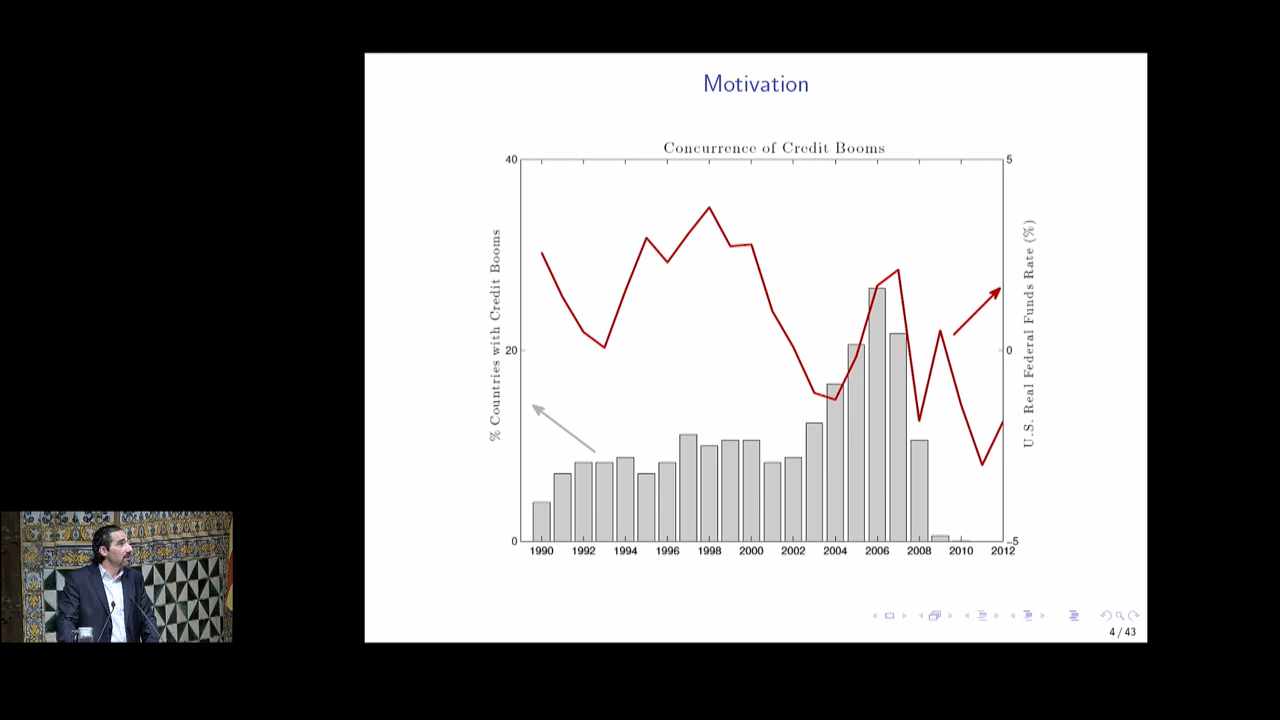 Motivation
Concurrence of Credit Booms
40
20
0
% Countries with Credit Booms
5
0
−5
U.S. Real Federal Funds Rate (%)
1990 1992 1994 1996 1998 2000 2002 2004 2006 2008 2010 2012
4 / 43